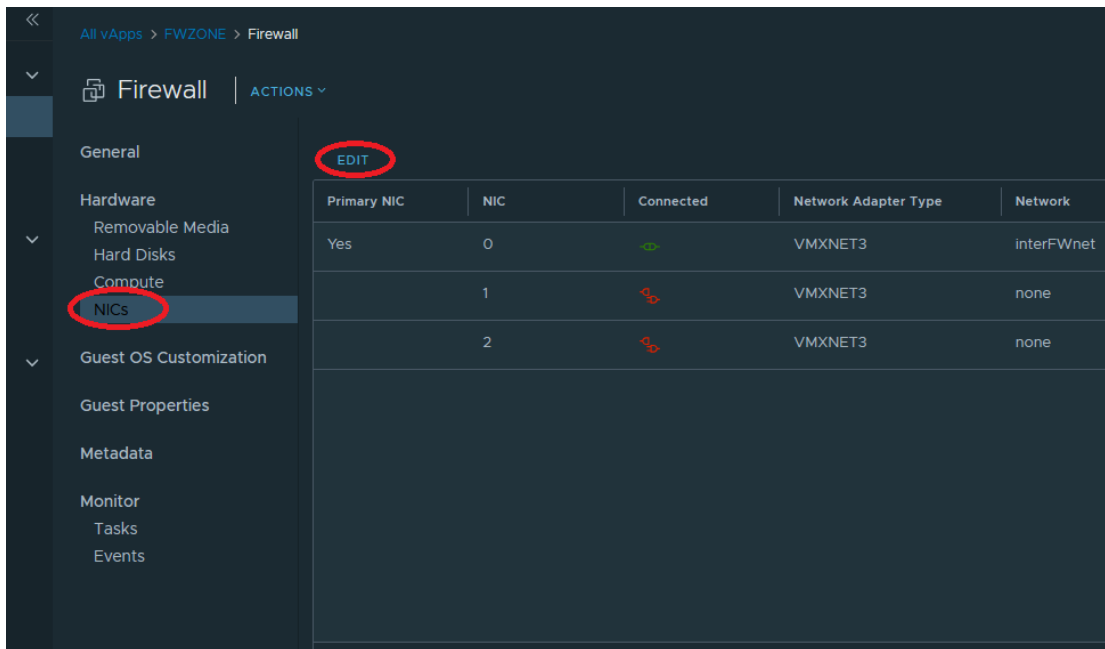 All vApps > FWZONE > Firewall
Firewall
ACTIONS
General
Hardware
Removable Media
Hard Disks
Compute
NICs
Guest OS Customization
Guest Properties
Metadata
Monitor
Tasks
Events
EDIT
Primary NIC NIC Connected Network Adapter Type Network
Yes 0 VMXNET3 interFWnet
1 VMXNET3 none
2 VMXNET3 none